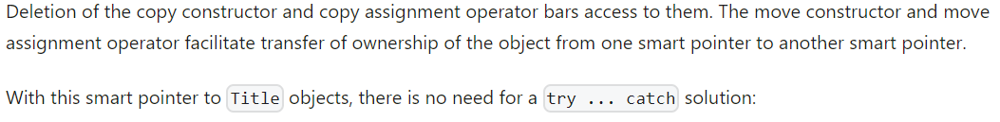 Deletion of the copy constructor and copy assignment operator bars access to them. The move constructor and move
assignment operator facilitate transfer of ownership of the object from one smart pointer to another smart pointer.
With this smart pointer to Title objects, there is no need for a try ... catch solution: